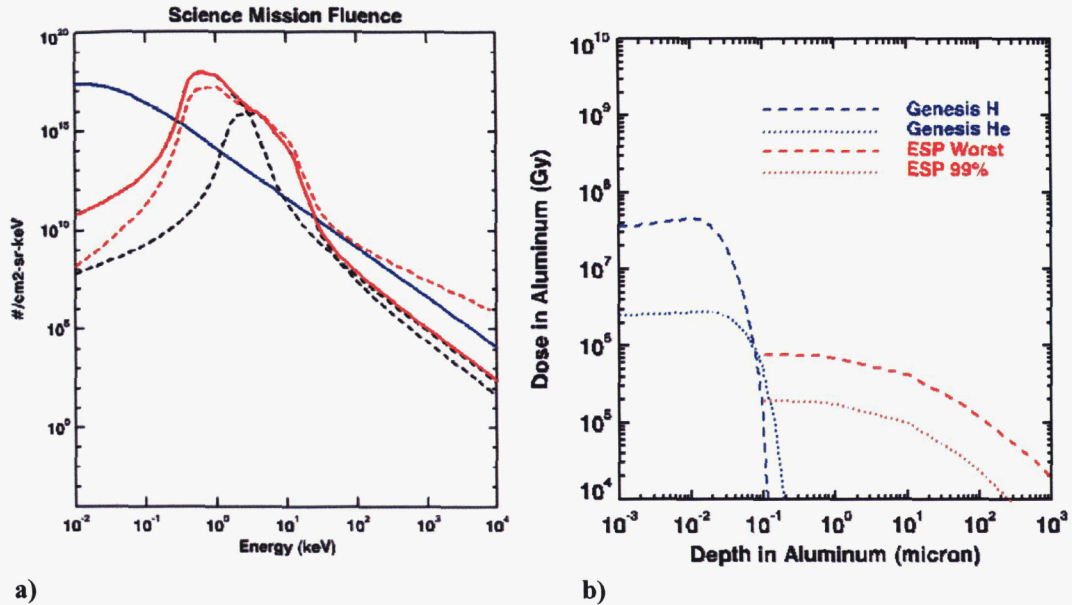 Science Mission Fluence
#/cm2-sr-keV
10^20
10^15
10^10
10^5
10^0
10^-2 10^-1 10^0 10^1 10^2 10^3 10^4
Energy (keV)
a)
Dose in Aluminum (Gy)
10^10
10^9
10^8
10^7
10^6
10^5
10^4
Genesis H
Genesis He
ESP Worst
ESP 99%
10^-3 10^-2 10^-1 10^0 10^1 10^2 10^3
Depth in Aluminum (micron)
b)